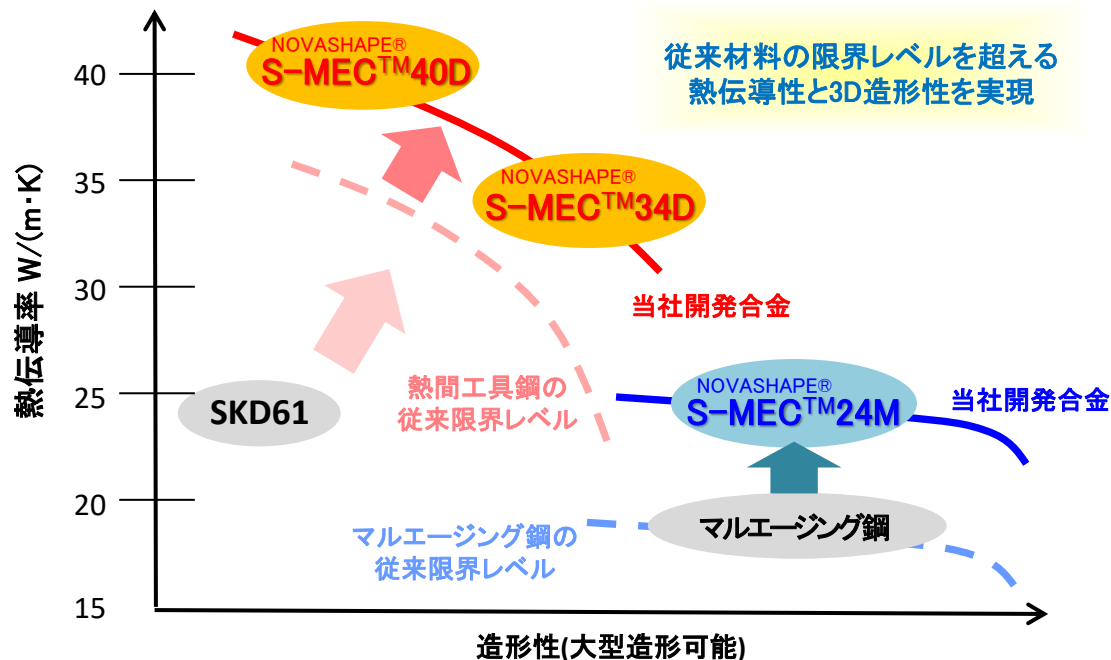 従来材料の限界レベルを超える
熱伝導性と3D造形性を実現
熱伝導率 W/(m・K)
40
35
30
25
20
15
NOVASHAPE®
S-MEC™40D
NOVASHAPE®
S-MEC™34D
当社開発合金
SKD61
熱間工具鋼の
従来限界レベル
NOVASHAPE®
S-MEC™24M
当社開発合金
マルエージング鋼
マルエージング鋼の
従来限界レベル
造形性(大型造形可能)